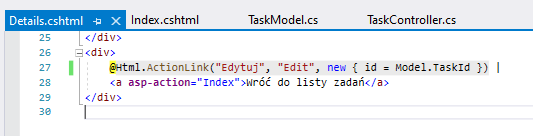 Details.cshtml Index.cshtml TaskModel.cs TaskController.cs
25 </div>
26 <div>
27 @Html.ActionLink("Edytuj", "Edit", new { id = Model.TaskId }) |
28 <a asp-action="Index">Wróć do listy zadań</a>
29 </div>
30